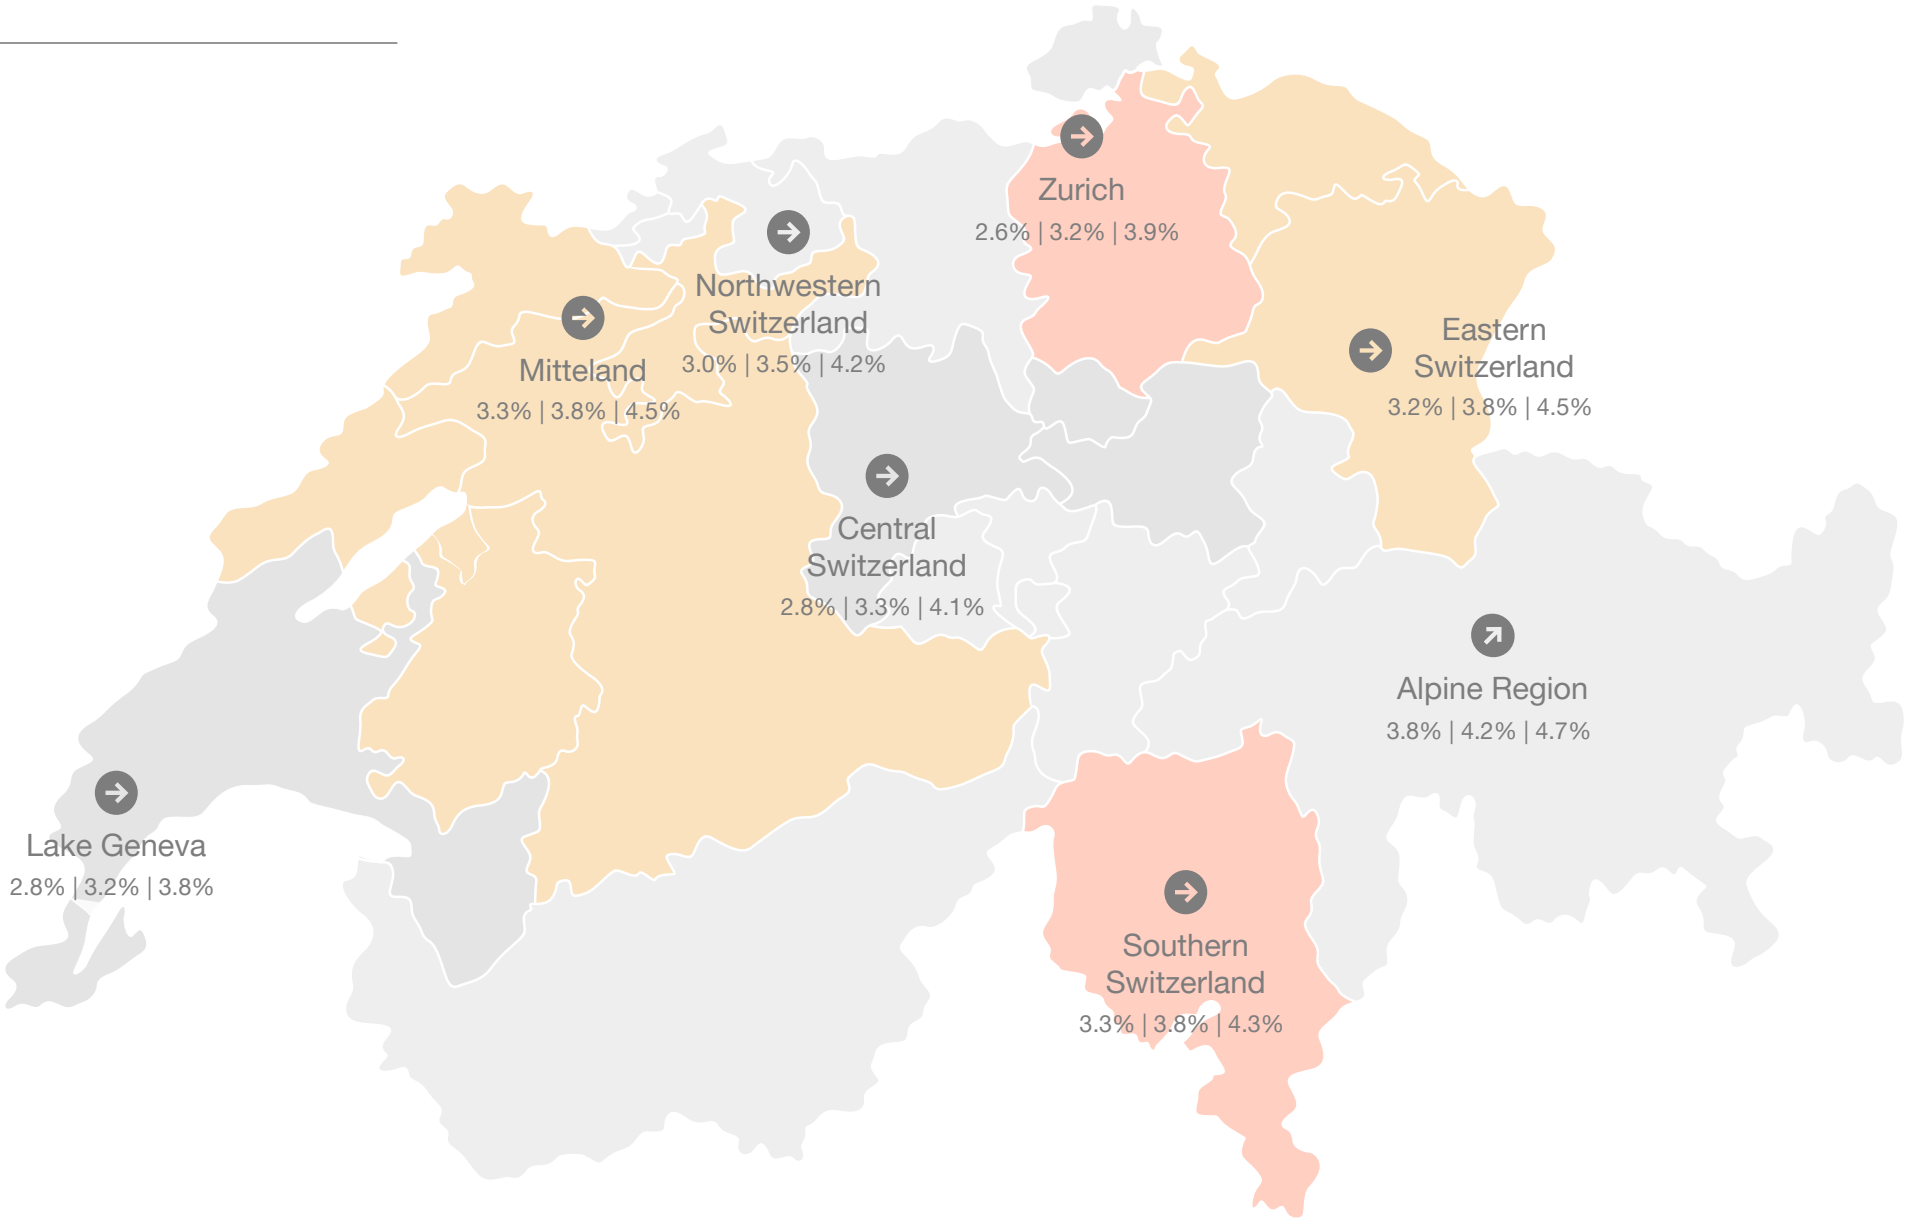 Zurich
2.6% | 3.2% | 3.9%
Northwestern
Switzerland
3.0% | 3.5% | 4.2%
Mitteland
3.3% | 3.8% | 4.5%
Eastern
Switzerland
3.2% | 3.8% | 4.5%
Central
Switzerland
2.8% | 3.3% | 4.1%
Alpine Region
3.8% | 4.2% | 4.7%
Lake Geneva
2.8% | 3.2% | 3.8%
Southern
Switzerland
3.3% | 3.8% | 4.3%